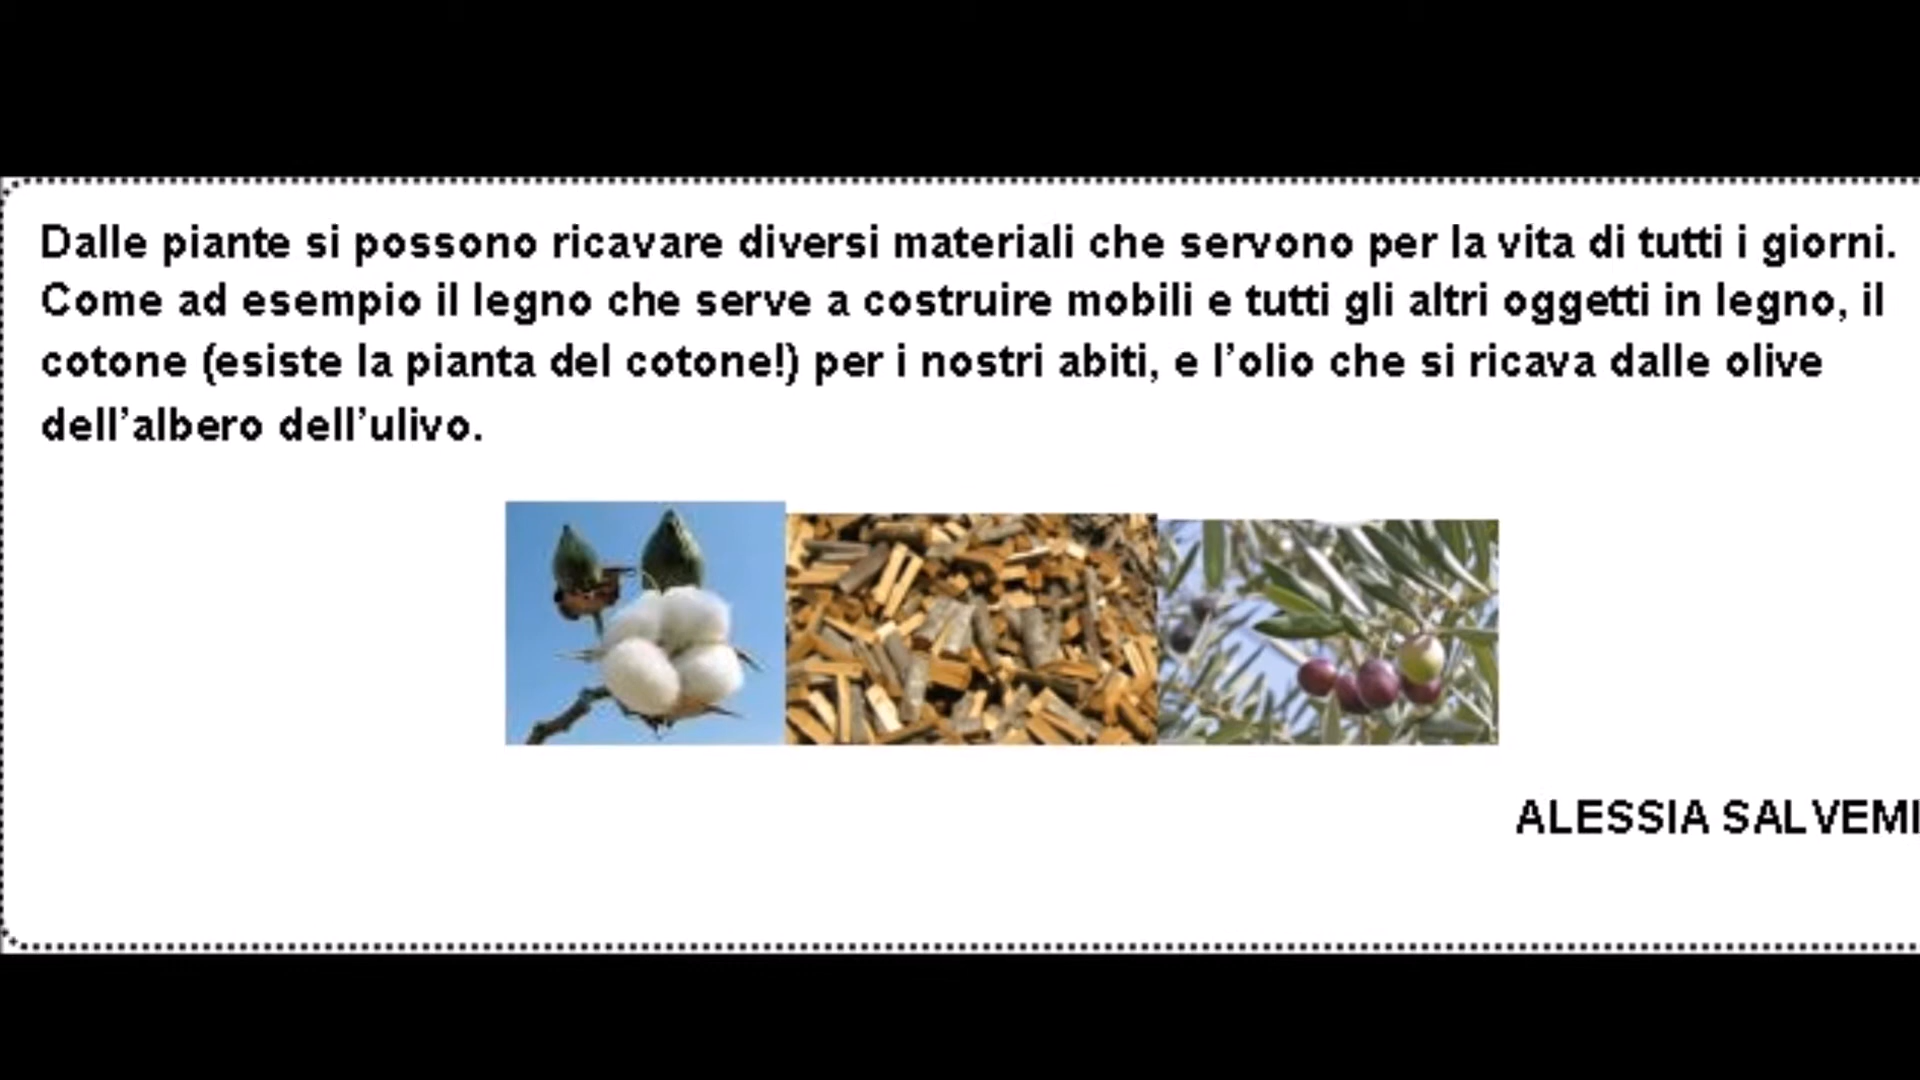 Dalle piante si possono ricavare diversi materiali che servono per la vita di tutti i giorni.
Come ad esempio il legno che serve a costruire mobili e tutti gli altri oggetti in legno, il
cotone (esiste la pianta del cotone!) per i nostri abiti, e l’olio che si ricava dalle olive
dell’albero dell’ulivo.
ALESSIA SALVEMI